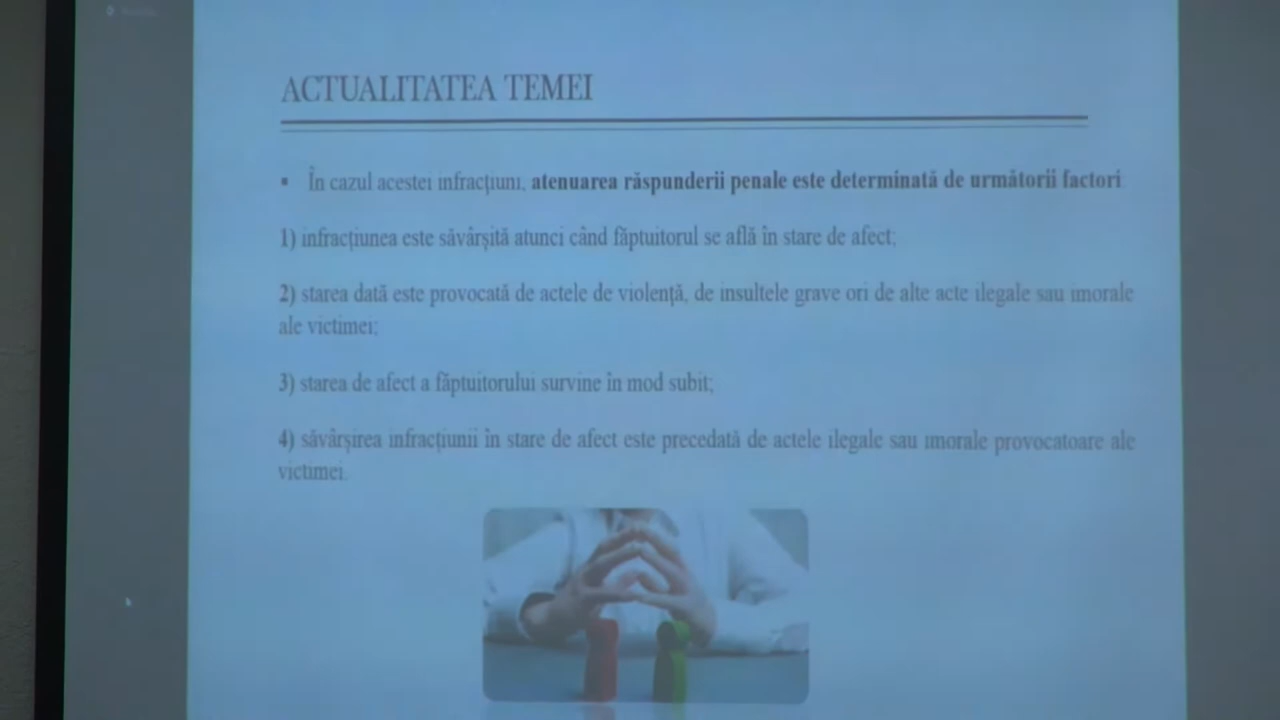 ACTUALITATEA TEMEI
▪ În cazul acestei infracțiuni, atenuarea răspunderii penale este determinată de următorii factori
1) infracțiunea este săvârșită atunci când făptuitorul se află în stare de afect;
2) starea dată este provocată de actele de violență, de insultele grave ori de alte acte ilegale sau imorale
ale victimei;
3) starea de afect a făptuitorului survine în mod subit;
4) săvârșirea infracțiunii în stare de afect este precedată de actele ilegale sau imorale provocatoare ale
victimei.